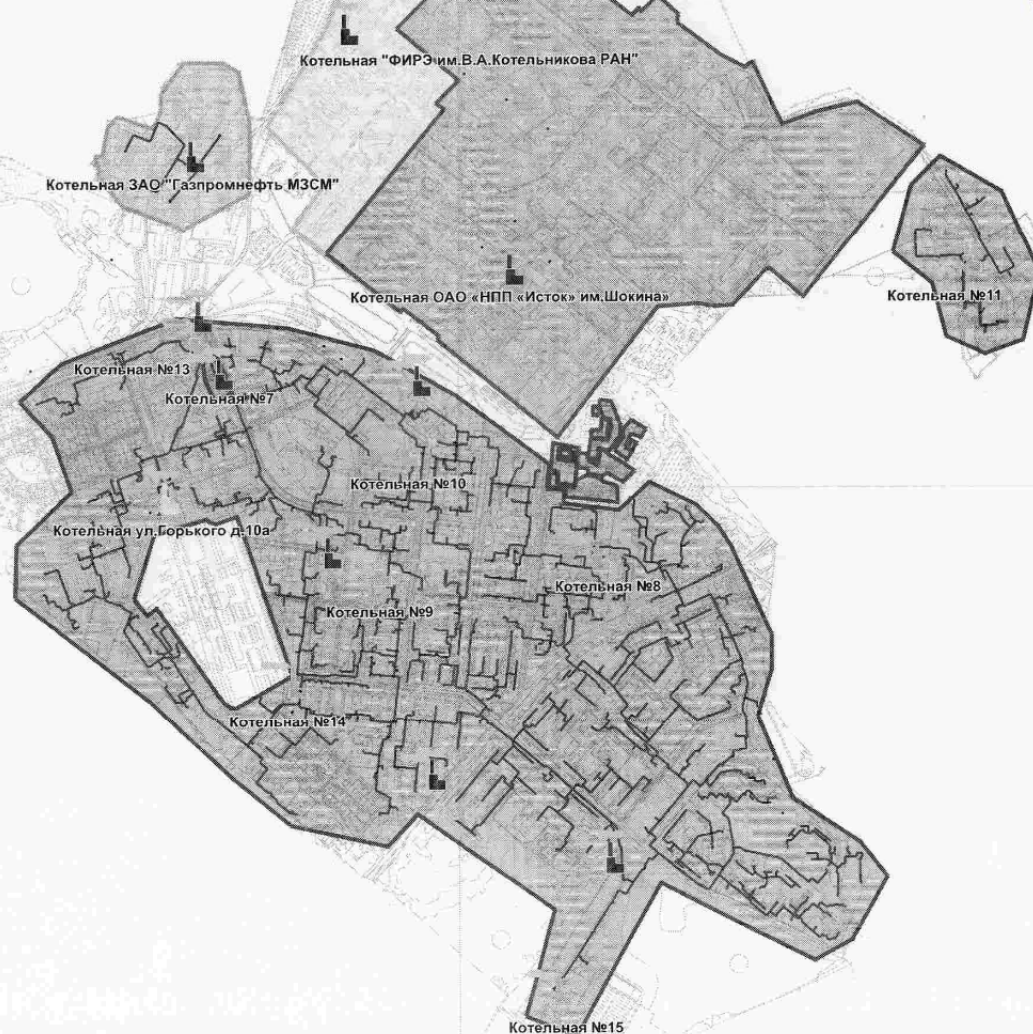 Котельная "ФИРЭ им.В.А.Котельникова РАН"
Котельная ЗАО "Газпромнефть МЗСМ"
Котельная ОАО «НПП «Исток» им.Шокина»
Котельная №11
Котельная №13
Котельная №7
Котельная №10
Котельная ул.Горького д.10а
Котельная №8
Котельная №9
Котельная №14
Котельная №15